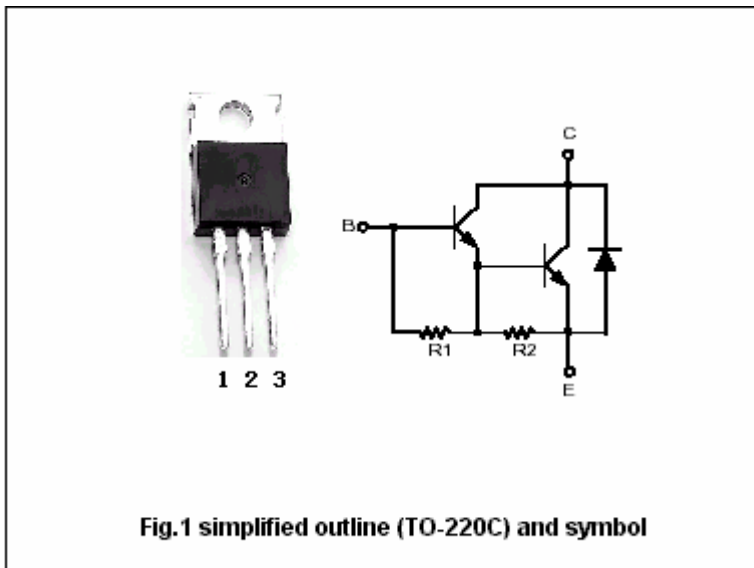 C
B
R1 R2
E
1 2 3
Fig.1 simplified outline (TO-220C) and symbol